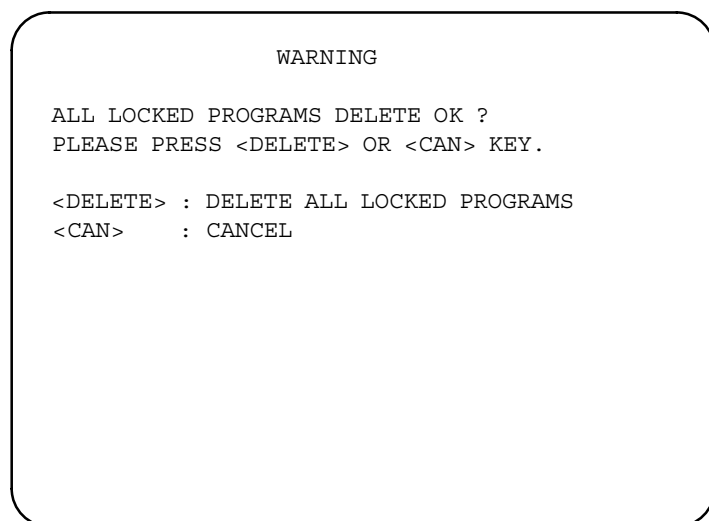 WARNING
ALL LOCKED PROGRAMS DELETE OK ?
PLEASE PRESS <DELETE> OR <CAN> KEY.
<DELETE> : DELETE ALL LOCKED PROGRAMS
<CAN> : CANCEL